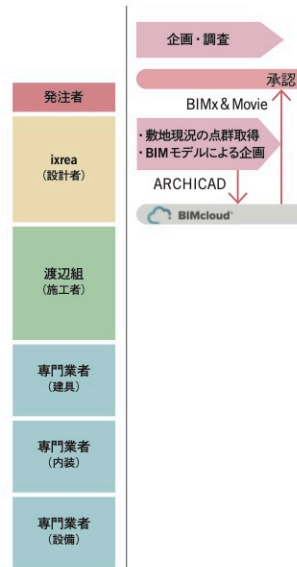 企画・調査
承認
発注者
BIMx & Movie
ixrea
(設計者)
・敷地現況の点群取得
・BIMモデルによる企画
ARCHICAD
BIMcloud®
渡辺組
(施工者)
専門業者
(建具)
専門業者
(内装)
専門業者
(設備)